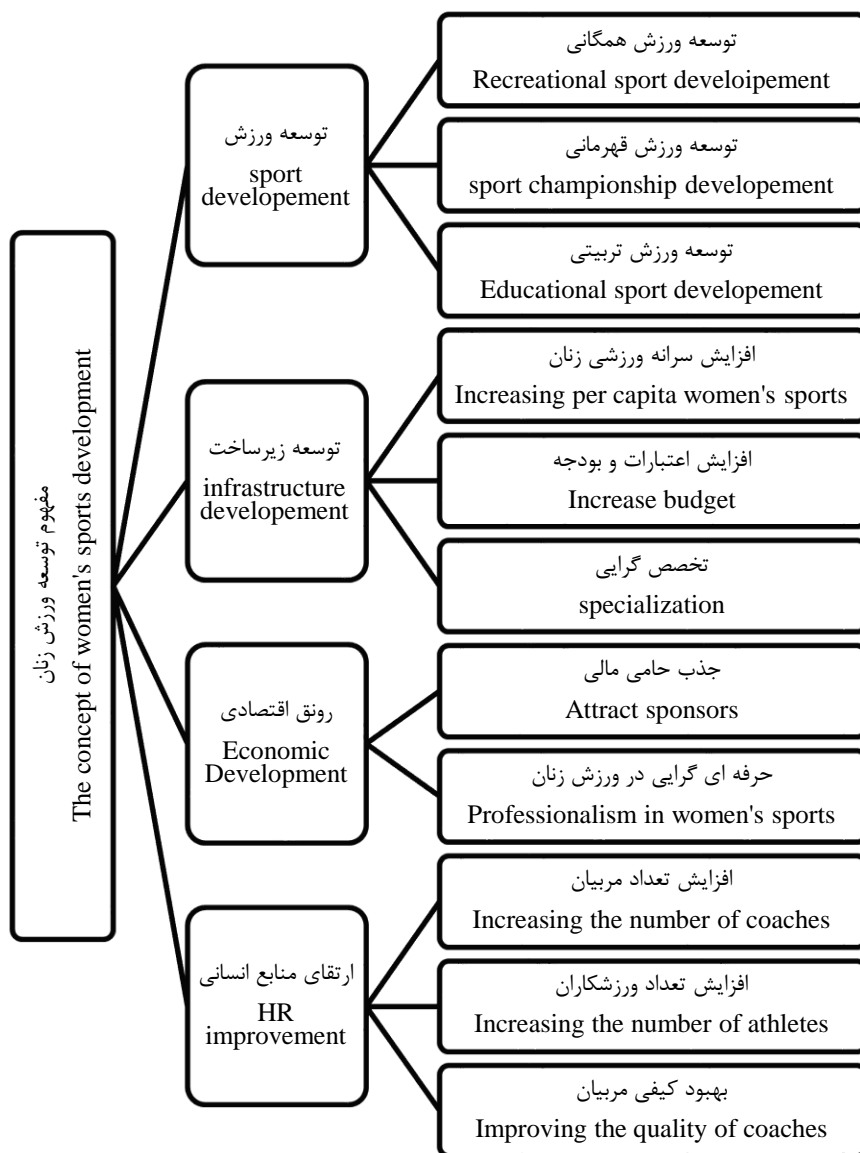 مفهوم توسعه ورزش زنان
The concept of women's sports development
توسعه ورزش
sport
developement
توسعه ورزش همگانی
Recreational sport develoipement
توسعه ورزش قهرمانی
sport championship developement
توسعه ورزش تربیتی
Educational sport developement
توسعه زیرساخت
infrastructure
developement
افزایش سرانه ورزشی زنان
Increasing per capita women's sports
افزایش اعتبارات و بودجه
Increase budget
تخصص گرایی
specialization
رونق اقتصادی
Economic
Development
جذب حامی مالی
Attract sponsors
حرفه ای گرایی در ورزش زنان
Professionalism in women's sports
ارتقای منابع انسانی
HR
improvement
افزایش تعداد مربیان
Increasing the number of coaches
افزایش تعداد ورزشکاران
Increasing the number of athletes
بهبود کیفی مربیان
Improving the quality of coaches